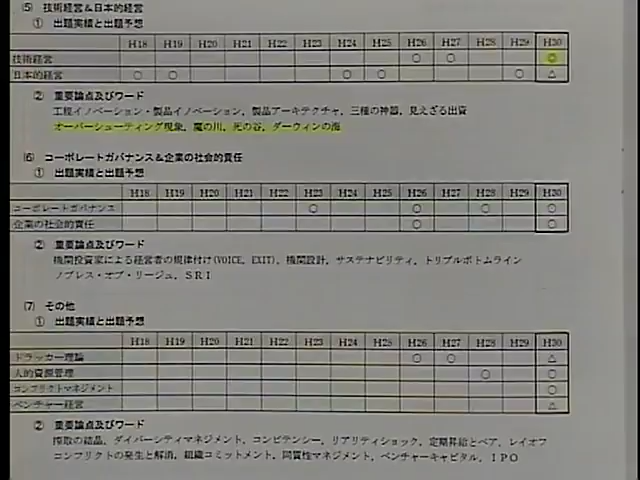 (5) 技術経営＆日本的経営
① 出題実績と出題予想
H18 H19 H20 H21 H22 H23 H24 H25 H26 H27 H28 H29 H30
技術経営 ○ ○ ◎
日本的経営 ○ ○ ○ ○ ○ △
② 重要論点及びワード
工程イノベーション・製品イノベーション，製品アーキテクチャ，三種の神器，見えざる出資
オーバーシューティング現象，魔の川，死の谷，ダーウィンの海
(6) コーポレートガバナンス＆企業の社会的責任
① 出題実績と出題予想
H18 H19 H20 H21 H22 H23 H24 H25 H26 H27 H28 H29 H30
コーポレートガバナンス ○ ○ ○ ○
企業の社会的責任 ○ ○
② 重要論点及びワード
機関投資家による経営者の規律付け(VOICE，EXIT)，機関設計，サステナビリティ，トリプルボトムライン
ノブレス・オブ・リージュ，ＳＲＩ
(7) その他
① 出題実績と出題予想
H18 H19 H20 H21 H22 H23 H24 H25 H26 H27 H28 H29 H30
ドラッカー理論 ○ ○ △
人的資源管理 ○ ○
コンフリクトマネジメント ○
ベンチャー経営 △
② 重要論点及びワード
搾取の結晶，ダイバーシティマネジメント，コンピテンシー，リアリティショック，定期昇給とベア，レイオフ
コンフリクトの発生と解消，組織コミットメント，同質性マネジメント，ベンチャーキャピタル，ＩＰＯ